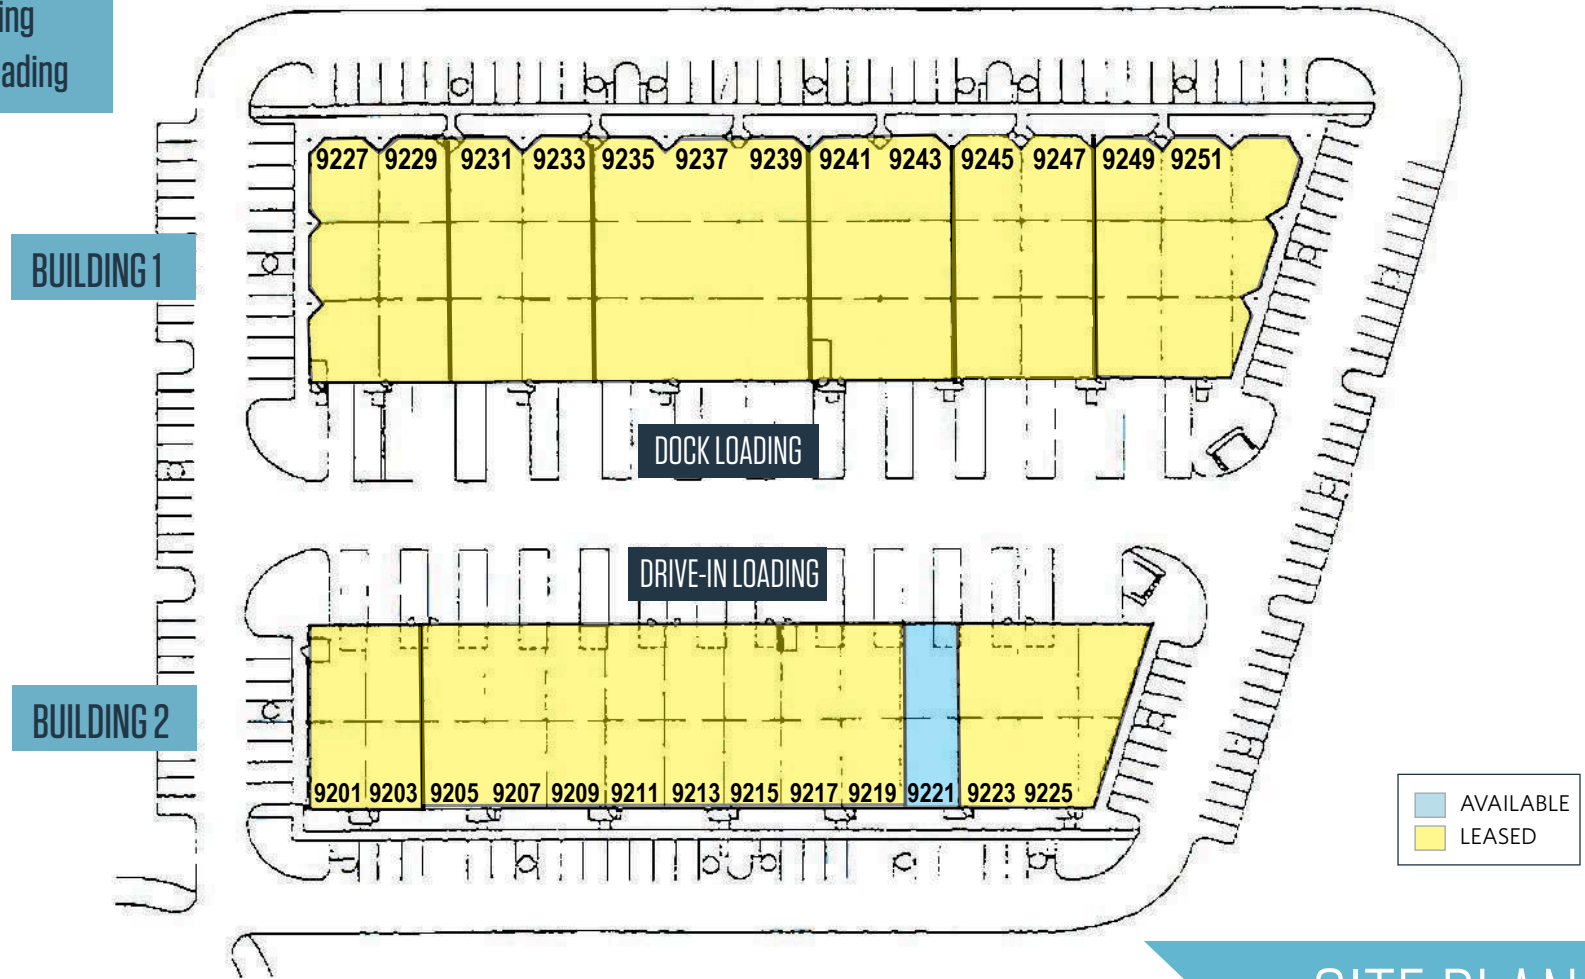 ing
ading
9227 9229 9231 9233 9235 9237 9239 9241 9243 9245 9247 9249 9251
BUILDING 1
DOCK LOADING
DRIVE-IN LOADING
BUILDING 2
9201 9203 9205 9207 9209 9211 9213 9215 9217 9219 9221 9223 9225
AVAILABLE
LEASED
SITE PLAN